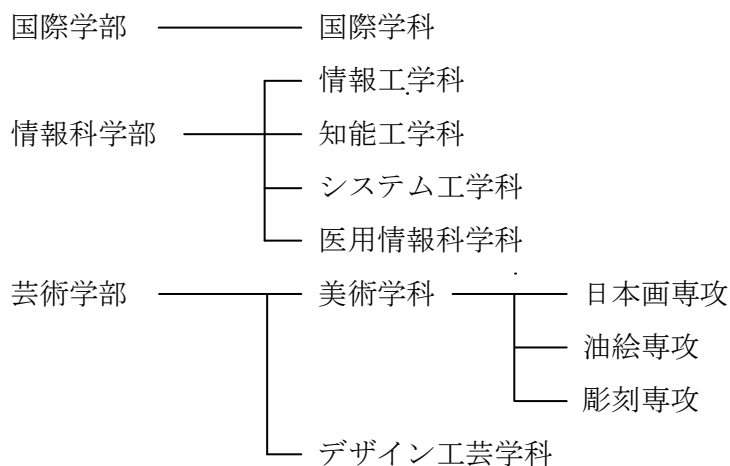 国際学部 国際学科
情報工学科
情報科学部 知能工学科
システム工学科
医用情報科学科
芸術学部 美術学科 日本画専攻
油絵専攻
彫刻専攻
デザイン工芸学科